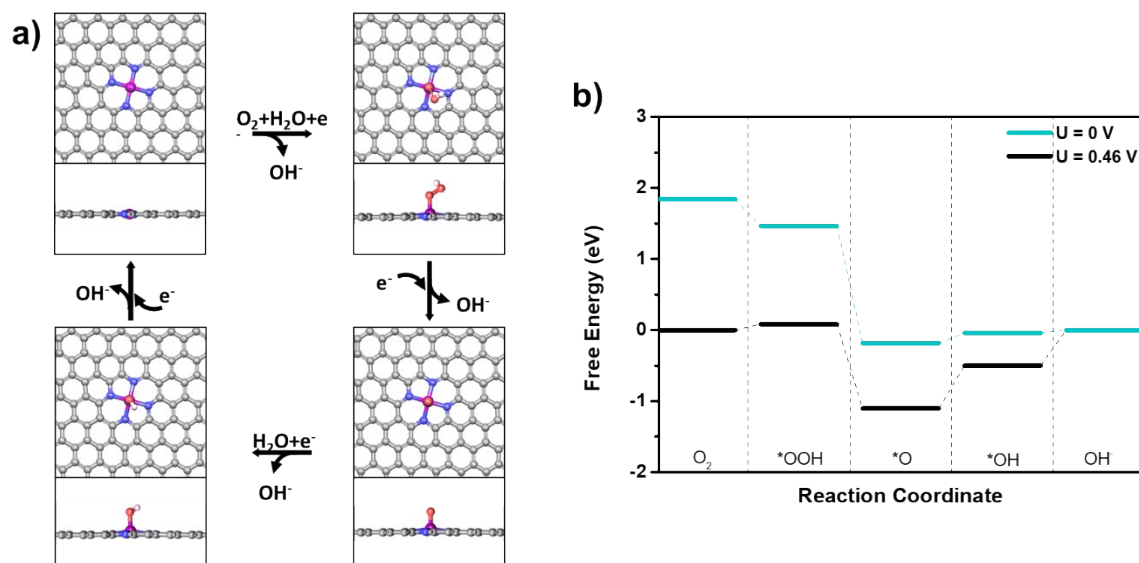 a)
O₂+H₂O+e
-
OH⁻
e⁻
OH⁻
OH⁻
e⁻
H₂O+e⁻
OH⁻
b)
U = 0 V
U = 0.46 V
3
2
1
0
-1
-2
Free Energy (eV)
O₂
*OOH
*O
*OH
OH⁻
Reaction Coordinate